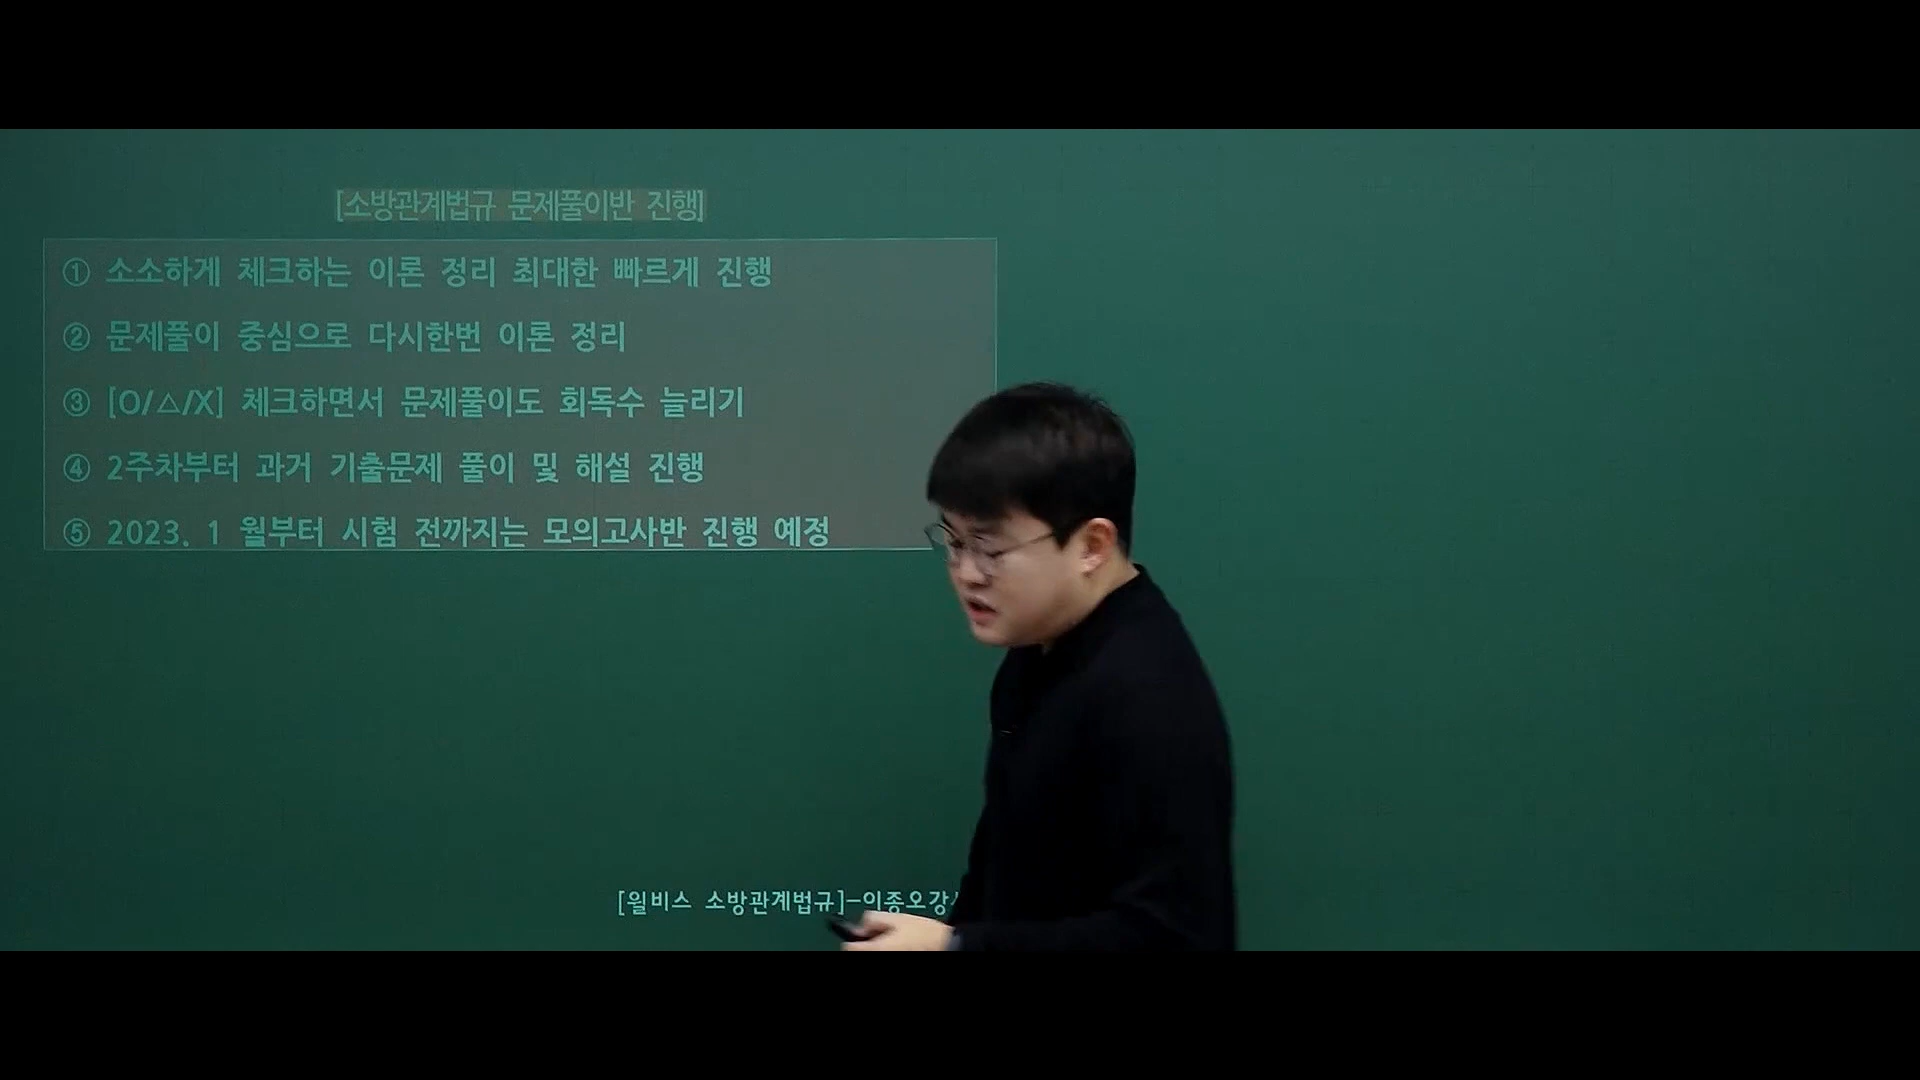 [소방관계법규 문제풀이반 진행]
① 소소하게 체크하는 이론 정리 최대한 빠르게 진행
② 문제풀이 중심으로 다시한번 이론 정리
③ [O/△/X] 체크하면서 문제풀이도 회독수 늘리기
④ 2주차부터 과거 기출문제 풀이 및 해설 진행
⑤ 2023. 1 월부터 시험 전까지는 모의고사반 진행 예정
[윌비스 소방관계법규]-이종오강